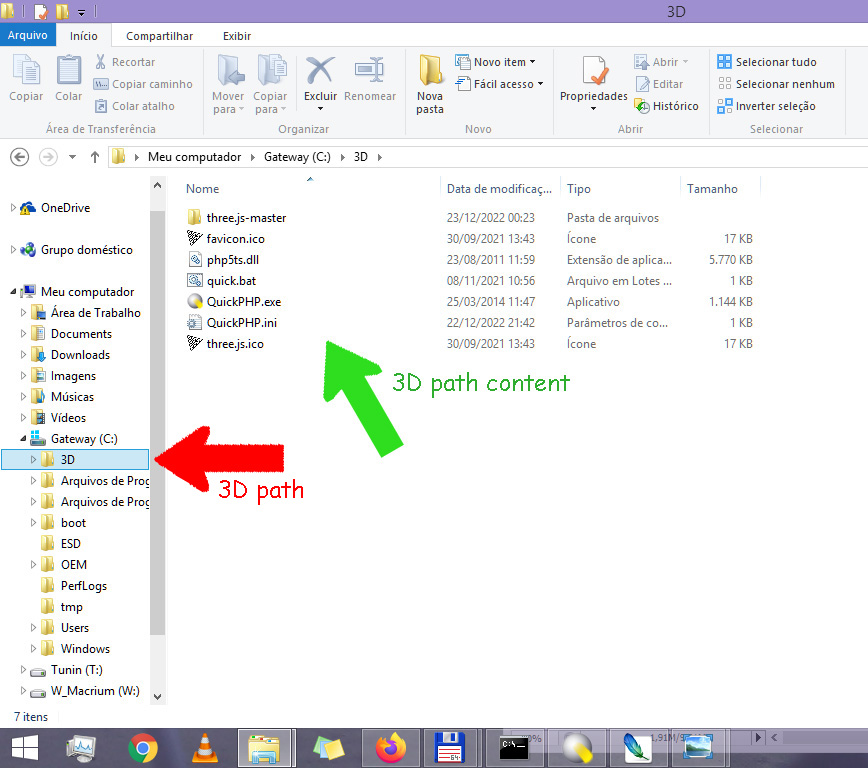 3D
Arquivo Início Compartilhar Exibir
Copiar
Colar
Recortar
Copiar caminho
Colar atalho
Área de Transferência
Mover para
Copiar para
Excluir
Renomear
Organizar
Nova pasta
Novo item
Fácil acesso
Novo
Propriedades
Abrir
Editar
Histórico
Abrir
Selecionar tudo
Selecionar nenhum
Inverter seleção
Selecionar
Meu computador Gateway (C:) 3D
Nome Data de modificaç... Tipo Tamanho
three.js-master 23/12/2022 00:23 Pasta de arquivos
favicon.ico 30/09/2021 13:43 Ícone 17 KB
php5ts.dll 23/08/2011 11:59 Extensão de aplica... 5.770 KB
quick.bat 08/11/2021 10:56 Arquivo em Lotes ... 1 KB
QuickPHP.exe 25/03/2014 11:47 Aplicativo 1.144 KB
QuickPHP.ini 22/12/2022 21:42 Parâmetros de co... 1 KB
three.js.ico 30/09/2021 13:43 Ícone 17 KB
OneDrive
Grupo doméstico
Meu computador
Área de Trabalho
Documents
Downloads
Imagens
Músicas
Vídeos
Gateway (C:)
3D
Arquivos de Prog
Arquivos de Prog
boot
ESD
OEM
PerfLogs
tmp
Users
Windows
Tunin (T:)
W_Macrium (W:)
3D path content
3D path
7 itens
C:\_
64